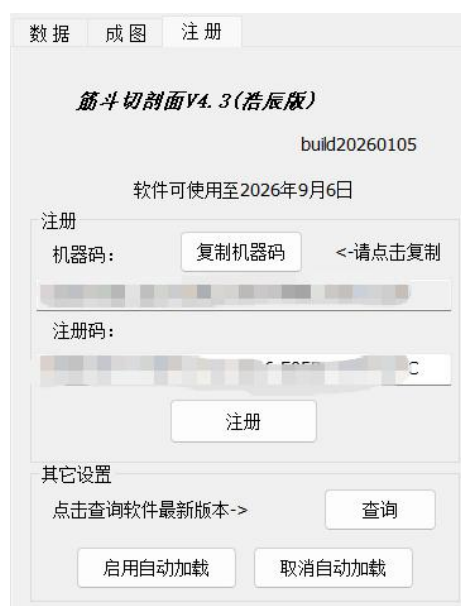 数据 成图 注册
筋斗切剖面V4.3(浩辰版)
build20260105
软件可使用至2026年9月6日
注册
机器码： 复制机器码 <-请点击复制
注册码：
注册
其它设置
点击查询软件最新版本-> 查询
启用自动加载 取消自动加载